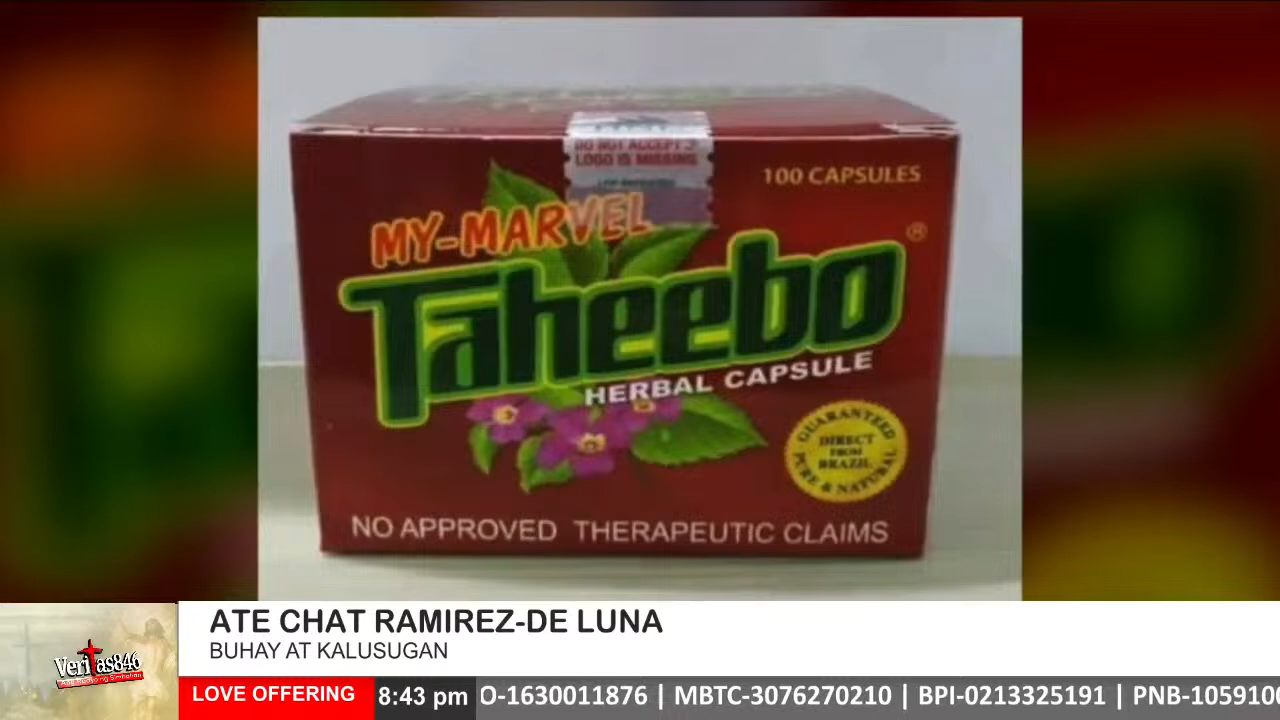 DO NOT ACCEPT IF
LOGO IS MISSING
100 CAPSULES
MY-MARVEL
Taheebo®
HERBAL CAPSULE
GUARANTEED
DIRECT
FROM
BRAZIL
PURE & NATURAL
NO APPROVED THERAPEUTIC CLAIMS
ATE CHAT RAMIREZ-DE LUNA
BUHAY AT KALUSUGAN
Veritas846
LOVE OFFERING
8:43 pm
O-1630011876 | MBTC-3076270210 | BPI-0213325191 | PNB-105910